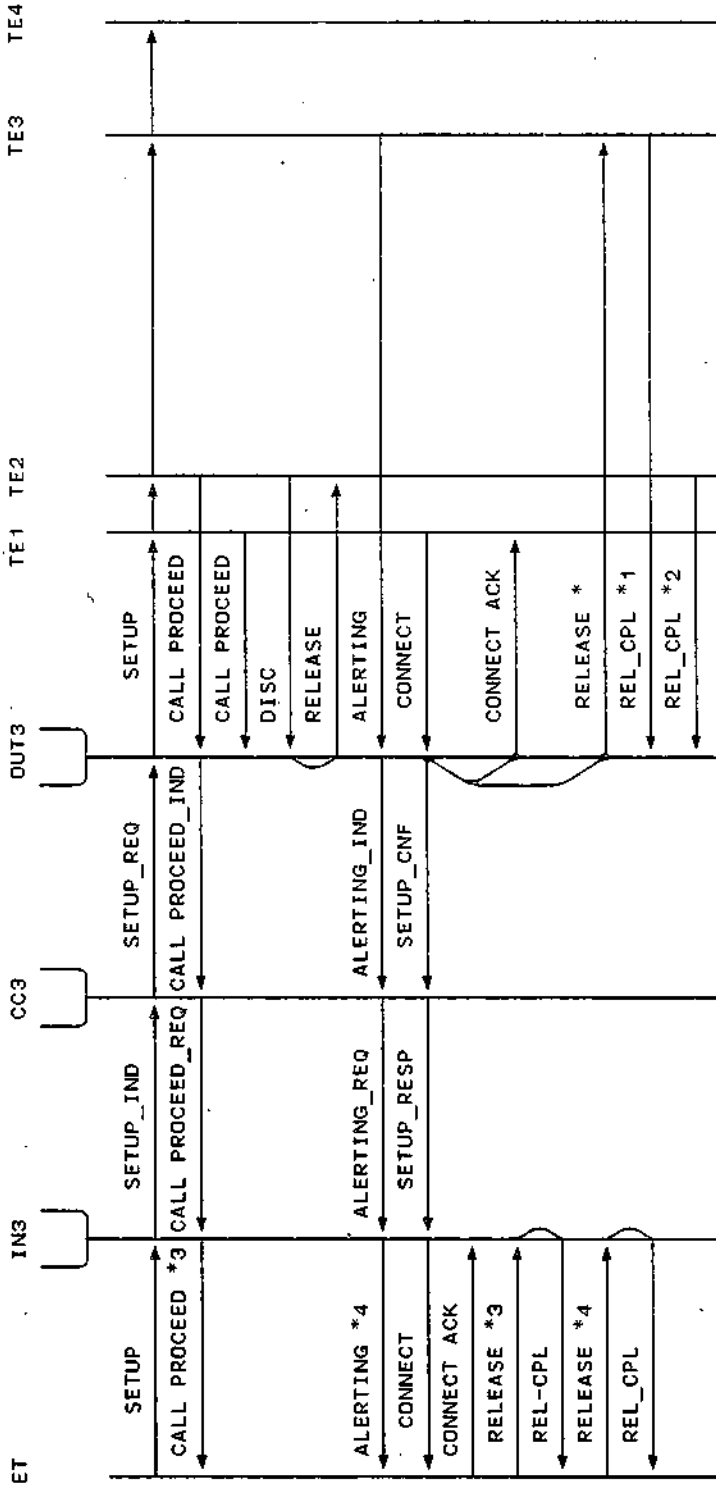 ET
IN3
CC3
OUT3
TE1
TE2
TE3
TE4
SETUP
SETUP_IND
SETUP_REQ
SETUP
CALL PROCEED *3
CALL PROCEED_REQ
CALL PROCEED_IND
CALL PROCEED
CALL PROCEED
DISC
RELEASE
ALERTING *4
ALERTING_REQ
ALERTING_IND
ALERTING
CONNECT
SETUP_RESP
SETUP_CNF
CONNECT
CONNECT ACK
RELEASE *3
CONNECT ACK
REL-CPL
RELEASE *4
RELEASE *
REL_CPL
REL_CPL *1
REL_CPL *2